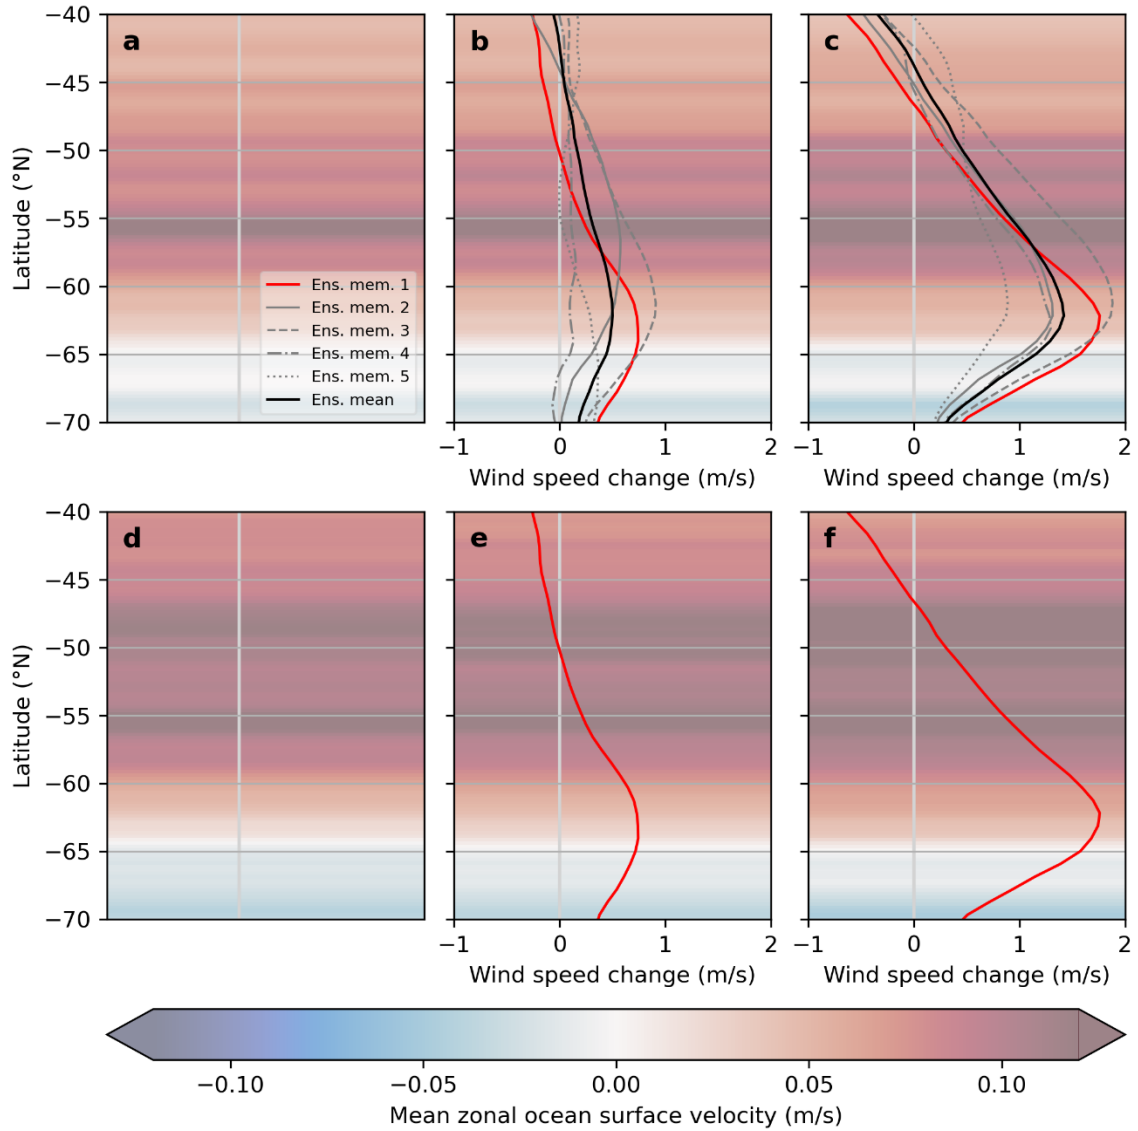 a
b
c
−40
−45
−50
−55
−60
−65
−70
Latitude (°N)
Ens. mem. 1
Ens. mem. 2
Ens. mem. 3
Ens. mem. 4
Ens. mem. 5
Ens. mean
−1 0 1 2
Wind speed change (m/s)
−1 0 1 2
Wind speed change (m/s)
d
e
f
−40
−45
−50
−55
−60
−65
−70
Latitude (°N)
−1 0 1 2
Wind speed change (m/s)
−1 0 1 2
Wind speed change (m/s)
−0.10 −0.05 0.00 0.05 0.10
Mean zonal ocean surface velocity (m/s)